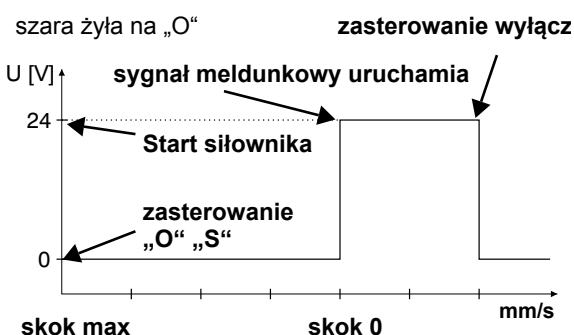 szara żyła na „O“
zasterowanie wyłącz
U [V]
sygnał meldunkowy uruchamia
24
Start siłownika
zasterowanie
„O“ „S“
0
mm/s
skok max
skok 0